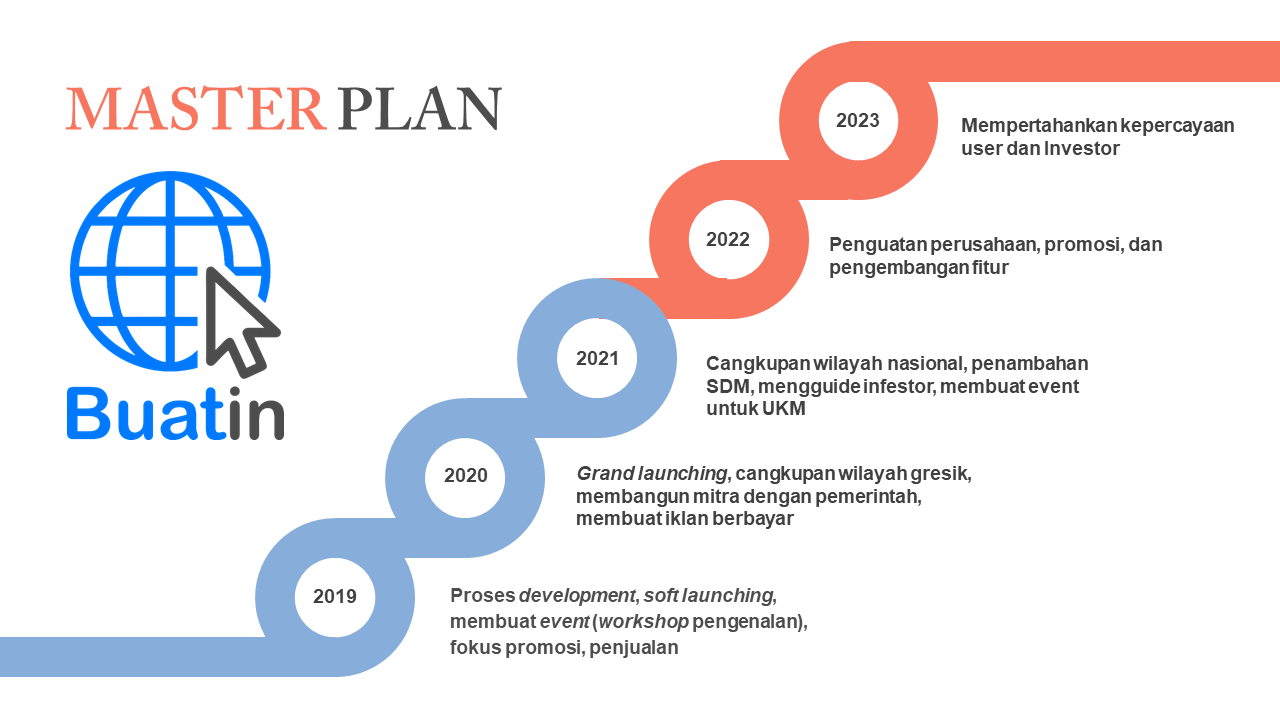 MASTER PLAN
Buatin
2023
Mempertahankan kepercayaan
user dan Investor
2022
Penguatan perusahaan, promosi, dan
pengembangan fitur
2021
Cangkupan wilayah nasional, penambahan
SDM, mengguide infestor, membuat event
untuk UKM
2020
Grand launching, cangkupan wilayah gresik,
membangun mitra dengan pemerintah,
membuat iklan berbayar
2019
Proses development, soft launching,
membuat event (workshop pengenalan),
fokus promosi, penjualan